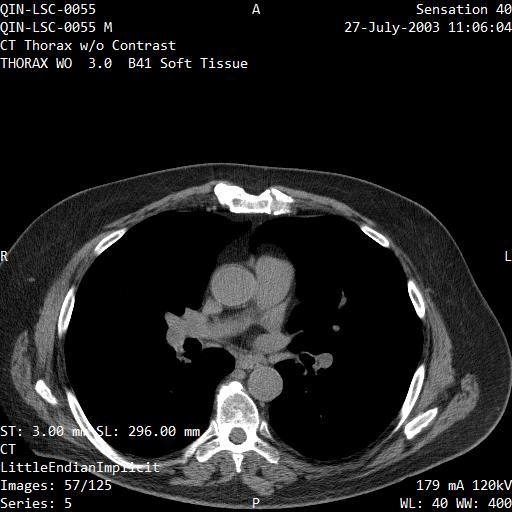 QIN-LSC-0055
A
Sensation 40
QIN-LSC-0055 M
27-July-2003 11:06:04
CT Thorax w/o Contrast
THORAX WO 3.0 B41 Soft Tissue
R
L
ST: 3.00 mm SL: 296.00 mm
CT
LittleEndianImplicit
Images: 57/125
179 mA 120kV
Series: 5
P
WL: 40 WW: 400